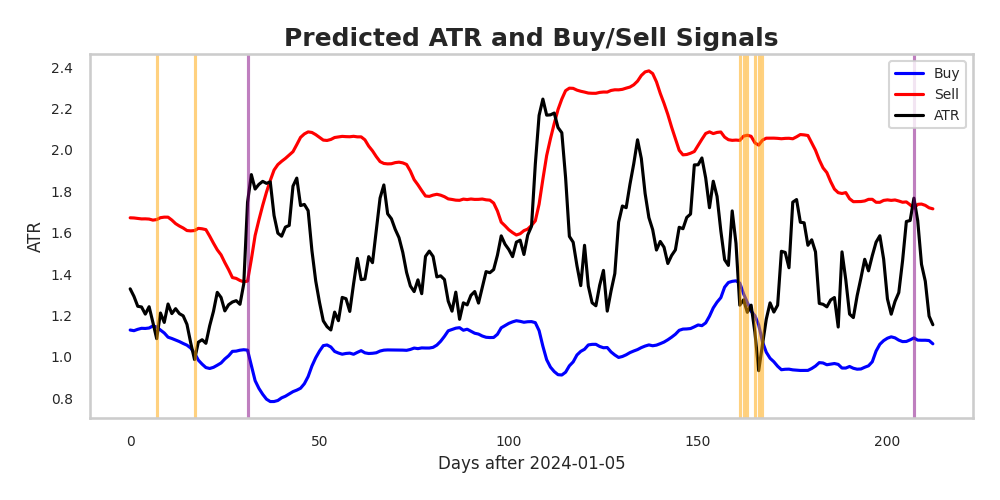 Predicted ATR and Buy/Sell Signals
2.4
2.2
2.0
1.8
1.6
1.4
1.2
1.0
0.8
ATR
Buy
Sell
ATR
0 50 100 150 200
Days after 2024-01-05